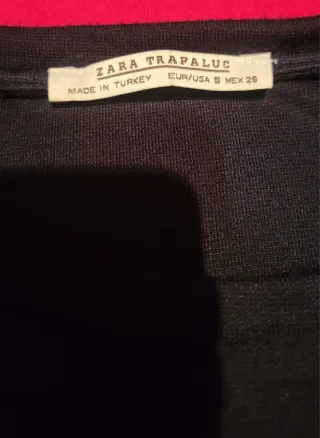 ZARA TRAFALUC
MADE IN TURKEY EUR/USA S MEX 26